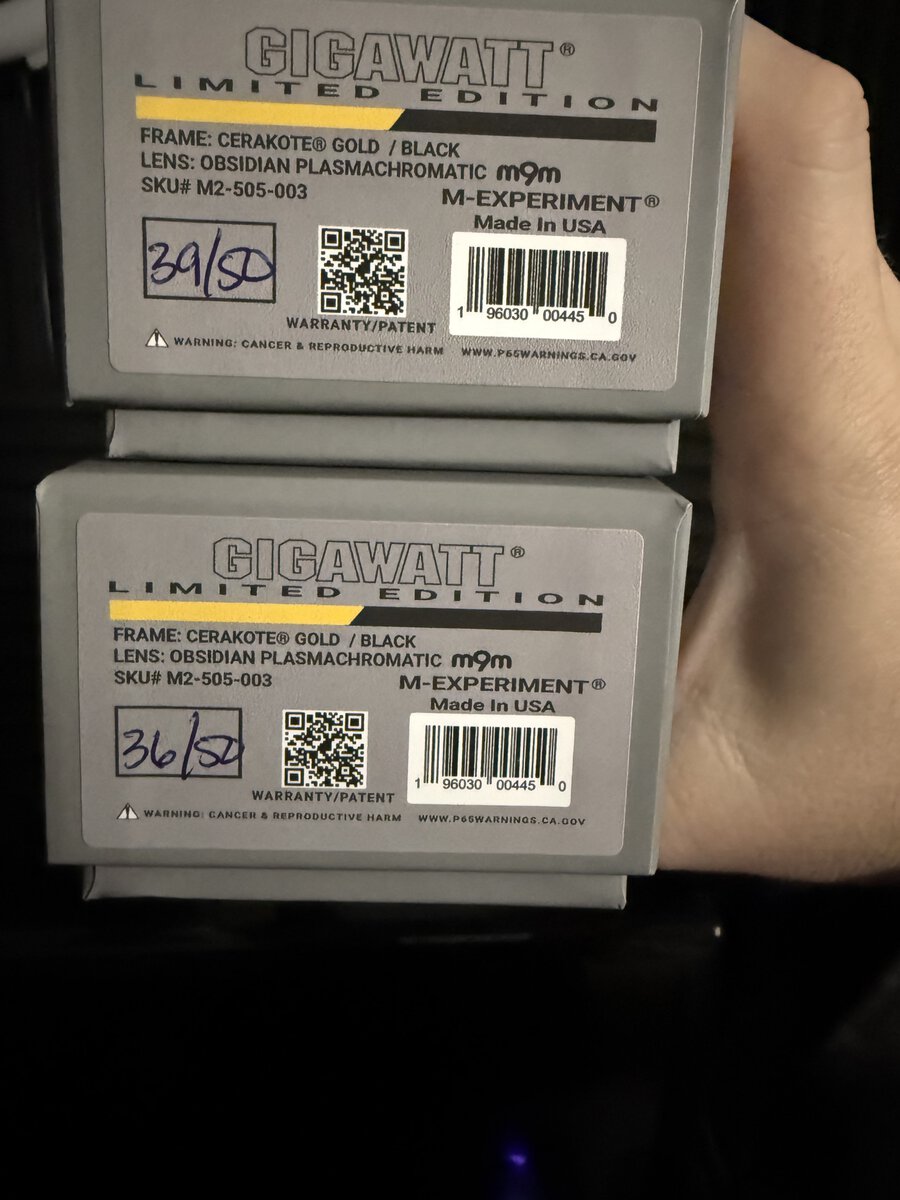 GIGAWATT®
LIMITED EDITION
FRAME: CERAKOTE® GOLD / BLACK
LENS: OBSIDIAN PLASMACHROMATIC m9m
SKU# M2-505-003
M-EXPERIMENT®
Made In USA
39/50
1 96030 00445 0
WARRANTY/PATENT
WARNING: CANCER & REPRODUCTIVE HARM WWW.P65WARNINGS.CA.GOV
GIGAWATT®
LIMITED EDITION
FRAME: CERAKOTE® GOLD / BLACK
LENS: OBSIDIAN PLASMACHROMATIC m9m
SKU# M2-505-003
M-EXPERIMENT®
Made In USA
36/50
1 96030 00445 0
WARRANTY/PATENT
WARNING: CANCER & REPRODUCTIVE HARM WWW.P65WARNINGS.CA.GOV